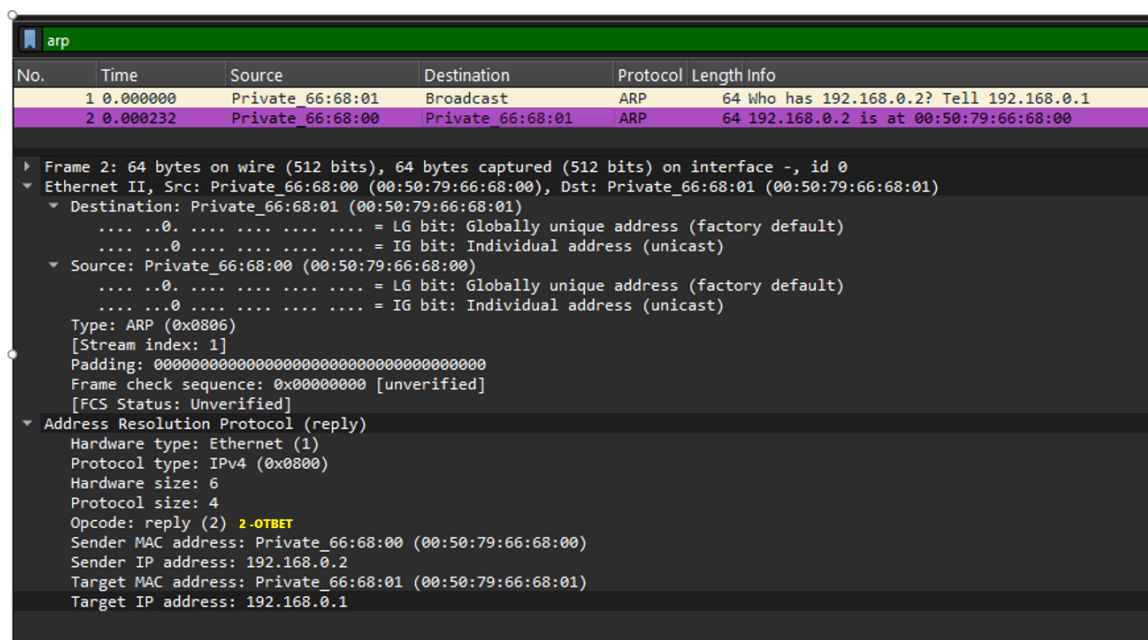 arp
No. Time Source Destination Protocol Length Info
1 0.000000 Private_66:68:01 Broadcast ARP 64 Who has 192.168.0.2? Tell 192.168.0.1
2 0.000232 Private_66:68:00 Private_66:68:01 ARP 64 192.168.0.2 is at 00:50:79:66:68:00
Frame 2: 64 bytes on wire (512 bits), 64 bytes captured (512 bits) on interface -, id 0
Ethernet II, Src: Private_66:68:00 (00:50:79:66:68:00), Dst: Private_66:68:01 (00:50:79:66:68:01)
Destination: Private_66:68:01 (00:50:79:66:68:01)
.... ..0. .... .... .... .... = LG bit: Globally unique address (factory default)
.... ...0 .... .... .... .... = IG bit: Individual address (unicast)
Source: Private_66:68:00 (00:50:79:66:68:00)
.... ..0. .... .... .... .... = LG bit: Globally unique address (factory default)
.... ...0 .... .... .... .... = IG bit: Individual address (unicast)
Type: ARP (0x0806)
[Stream index: 1]
Padding: 000000000000000000000000000000000000
Frame check sequence: 0x00000000 [unverified]
[FCS Status: Unverified]
Address Resolution Protocol (reply)
Hardware type: Ethernet (1)
Protocol type: IPv4 (0x0800)
Hardware size: 6
Protocol size: 4
Opcode: reply (2) 2 -ОТВЕТ
Sender MAC address: Private_66:68:00 (00:50:79:66:68:00)
Sender IP address: 192.168.0.2
Target MAC address: Private_66:68:01 (00:50:79:66:68:01)
Target IP address: 192.168.0.1